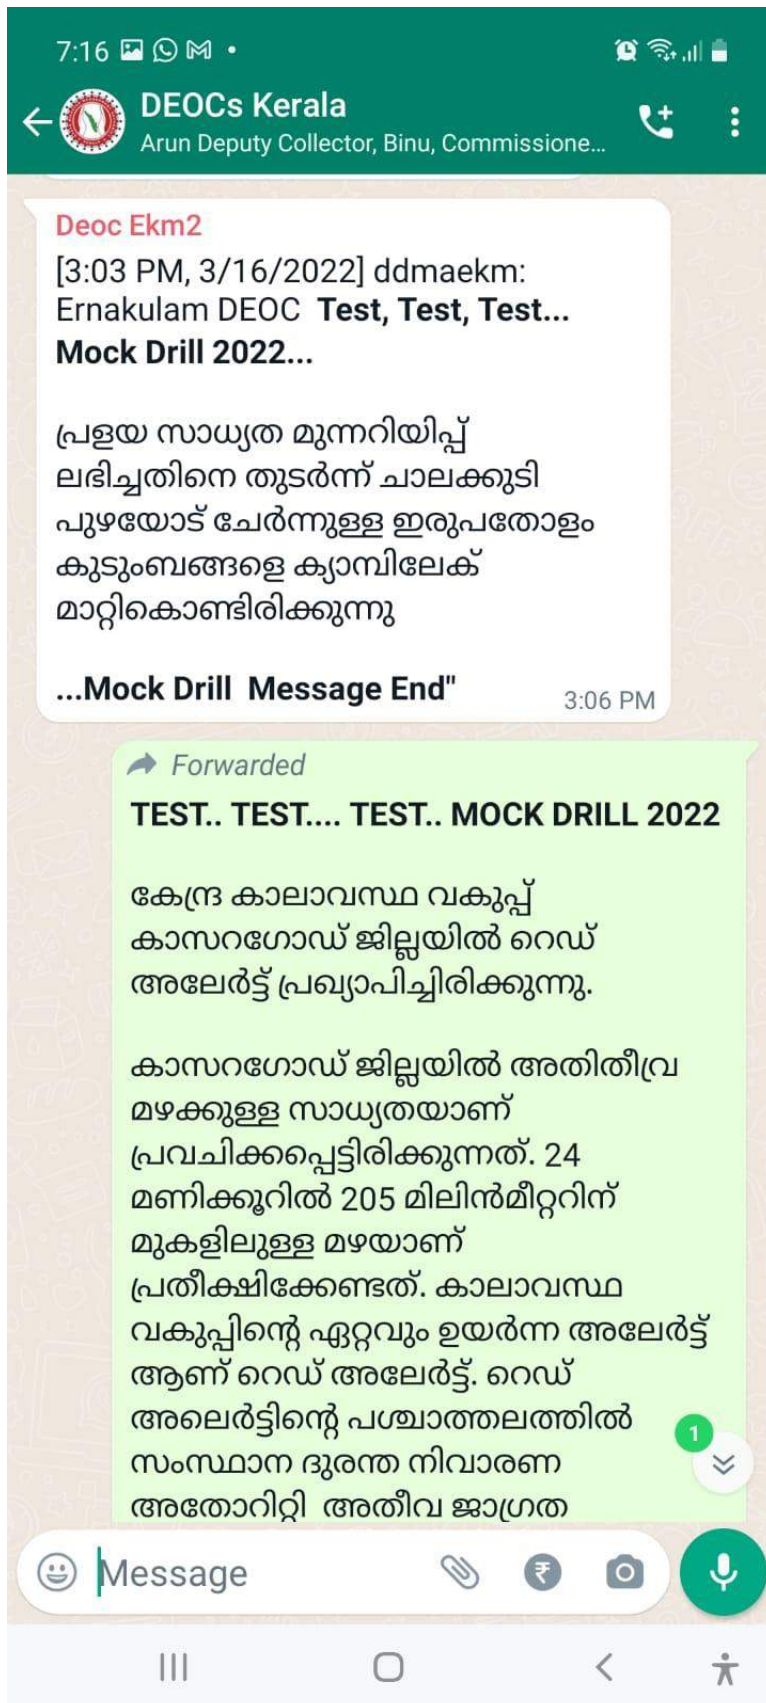 7:16
DEOCs Kerala
Arun Deputy Collector, Binu, Commissione...
Deoc Ekm2
[3:03 PM, 3/16/2022] ddmaekm:
Ernakulam DEOC  Test, Test, Test...
Mock Drill 2022...
പ്രളയ സാധ്യത മുന്നറിയിപ്പ്
ലഭിച്ചതിനെ തുടർന്ന് ചാലക്കുടി
പുഴയോട് ചേർന്നുള്ള ഇരുപതോളം
കുടുംബങ്ങളെ ക്യാമ്പിലേക്
മാറ്റികൊണ്ടിരിക്കുന്നു
...Mock Drill  Message End"
3:06 PM
Forwarded
TEST.. TEST.... TEST.. MOCK DRILL 2022
കേന്ദ്ര കാലാവസ്ഥ വകുപ്പ്
കാസറഗോഡ് ജില്ലയിൽ റെഡ്
അലേർട്ട് പ്രഖ്യാപിച്ചിരിക്കുന്നു.
കാസറഗോഡ് ജില്ലയിൽ അതിതീവ്ര
മഴക്കുള്ള സാധ്യതയാണ്
പ്രവചിക്കപ്പെട്ടിരിക്കുന്നത്. 24
മണിക്കൂറിൽ 205 മിലിൻമീറ്ററിന്
മുകളിലുള്ള മഴയാണ്
പ്രതീക്ഷിക്കേണ്ടത്. കാലാവസ്ഥ
വകുപ്പിന്റെ ഏറ്റവും ഉയർന്ന അലേർട്ട്
ആണ് റെഡ് അലേർട്ട്. റെഡ്
അലെർട്ടിന്റെ പശ്ചാത്തലത്തിൽ
സംസ്ഥാന ദുരന്ത നിവാരണ
അതോറിറ്റി  അതീവ ജാഗ്രത
1
Message